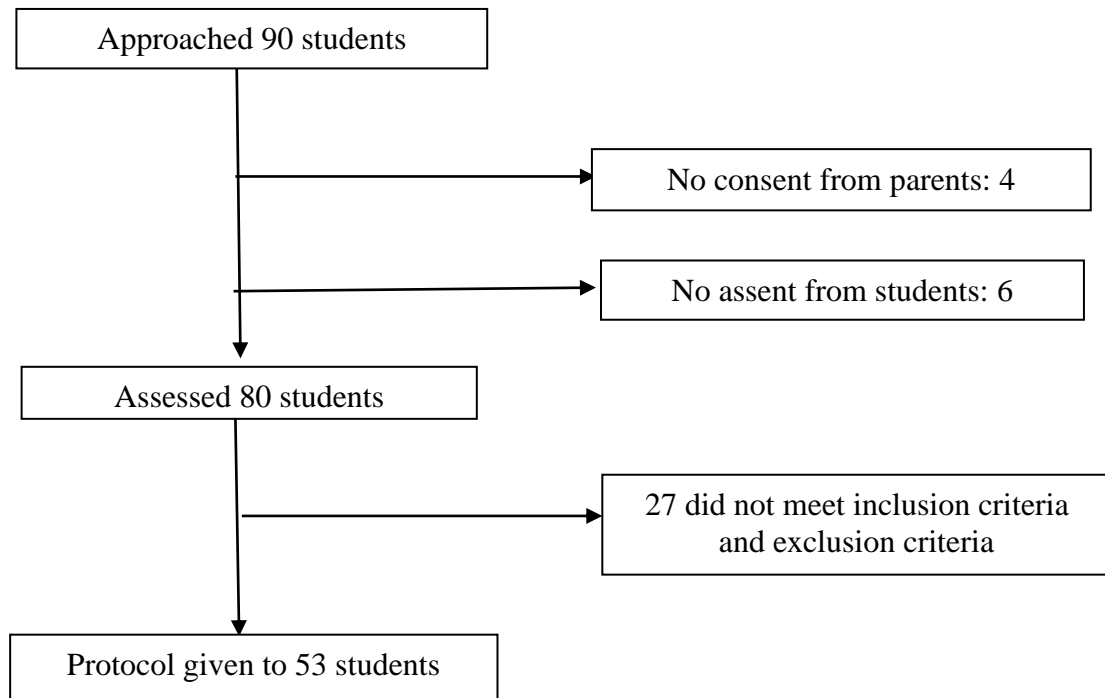 Approached 90 students
No consent from parents: 4
No assent from students: 6
Assessed 80 students
27 did not meet inclusion criteria
and exclusion criteria
Protocol given to 53 students